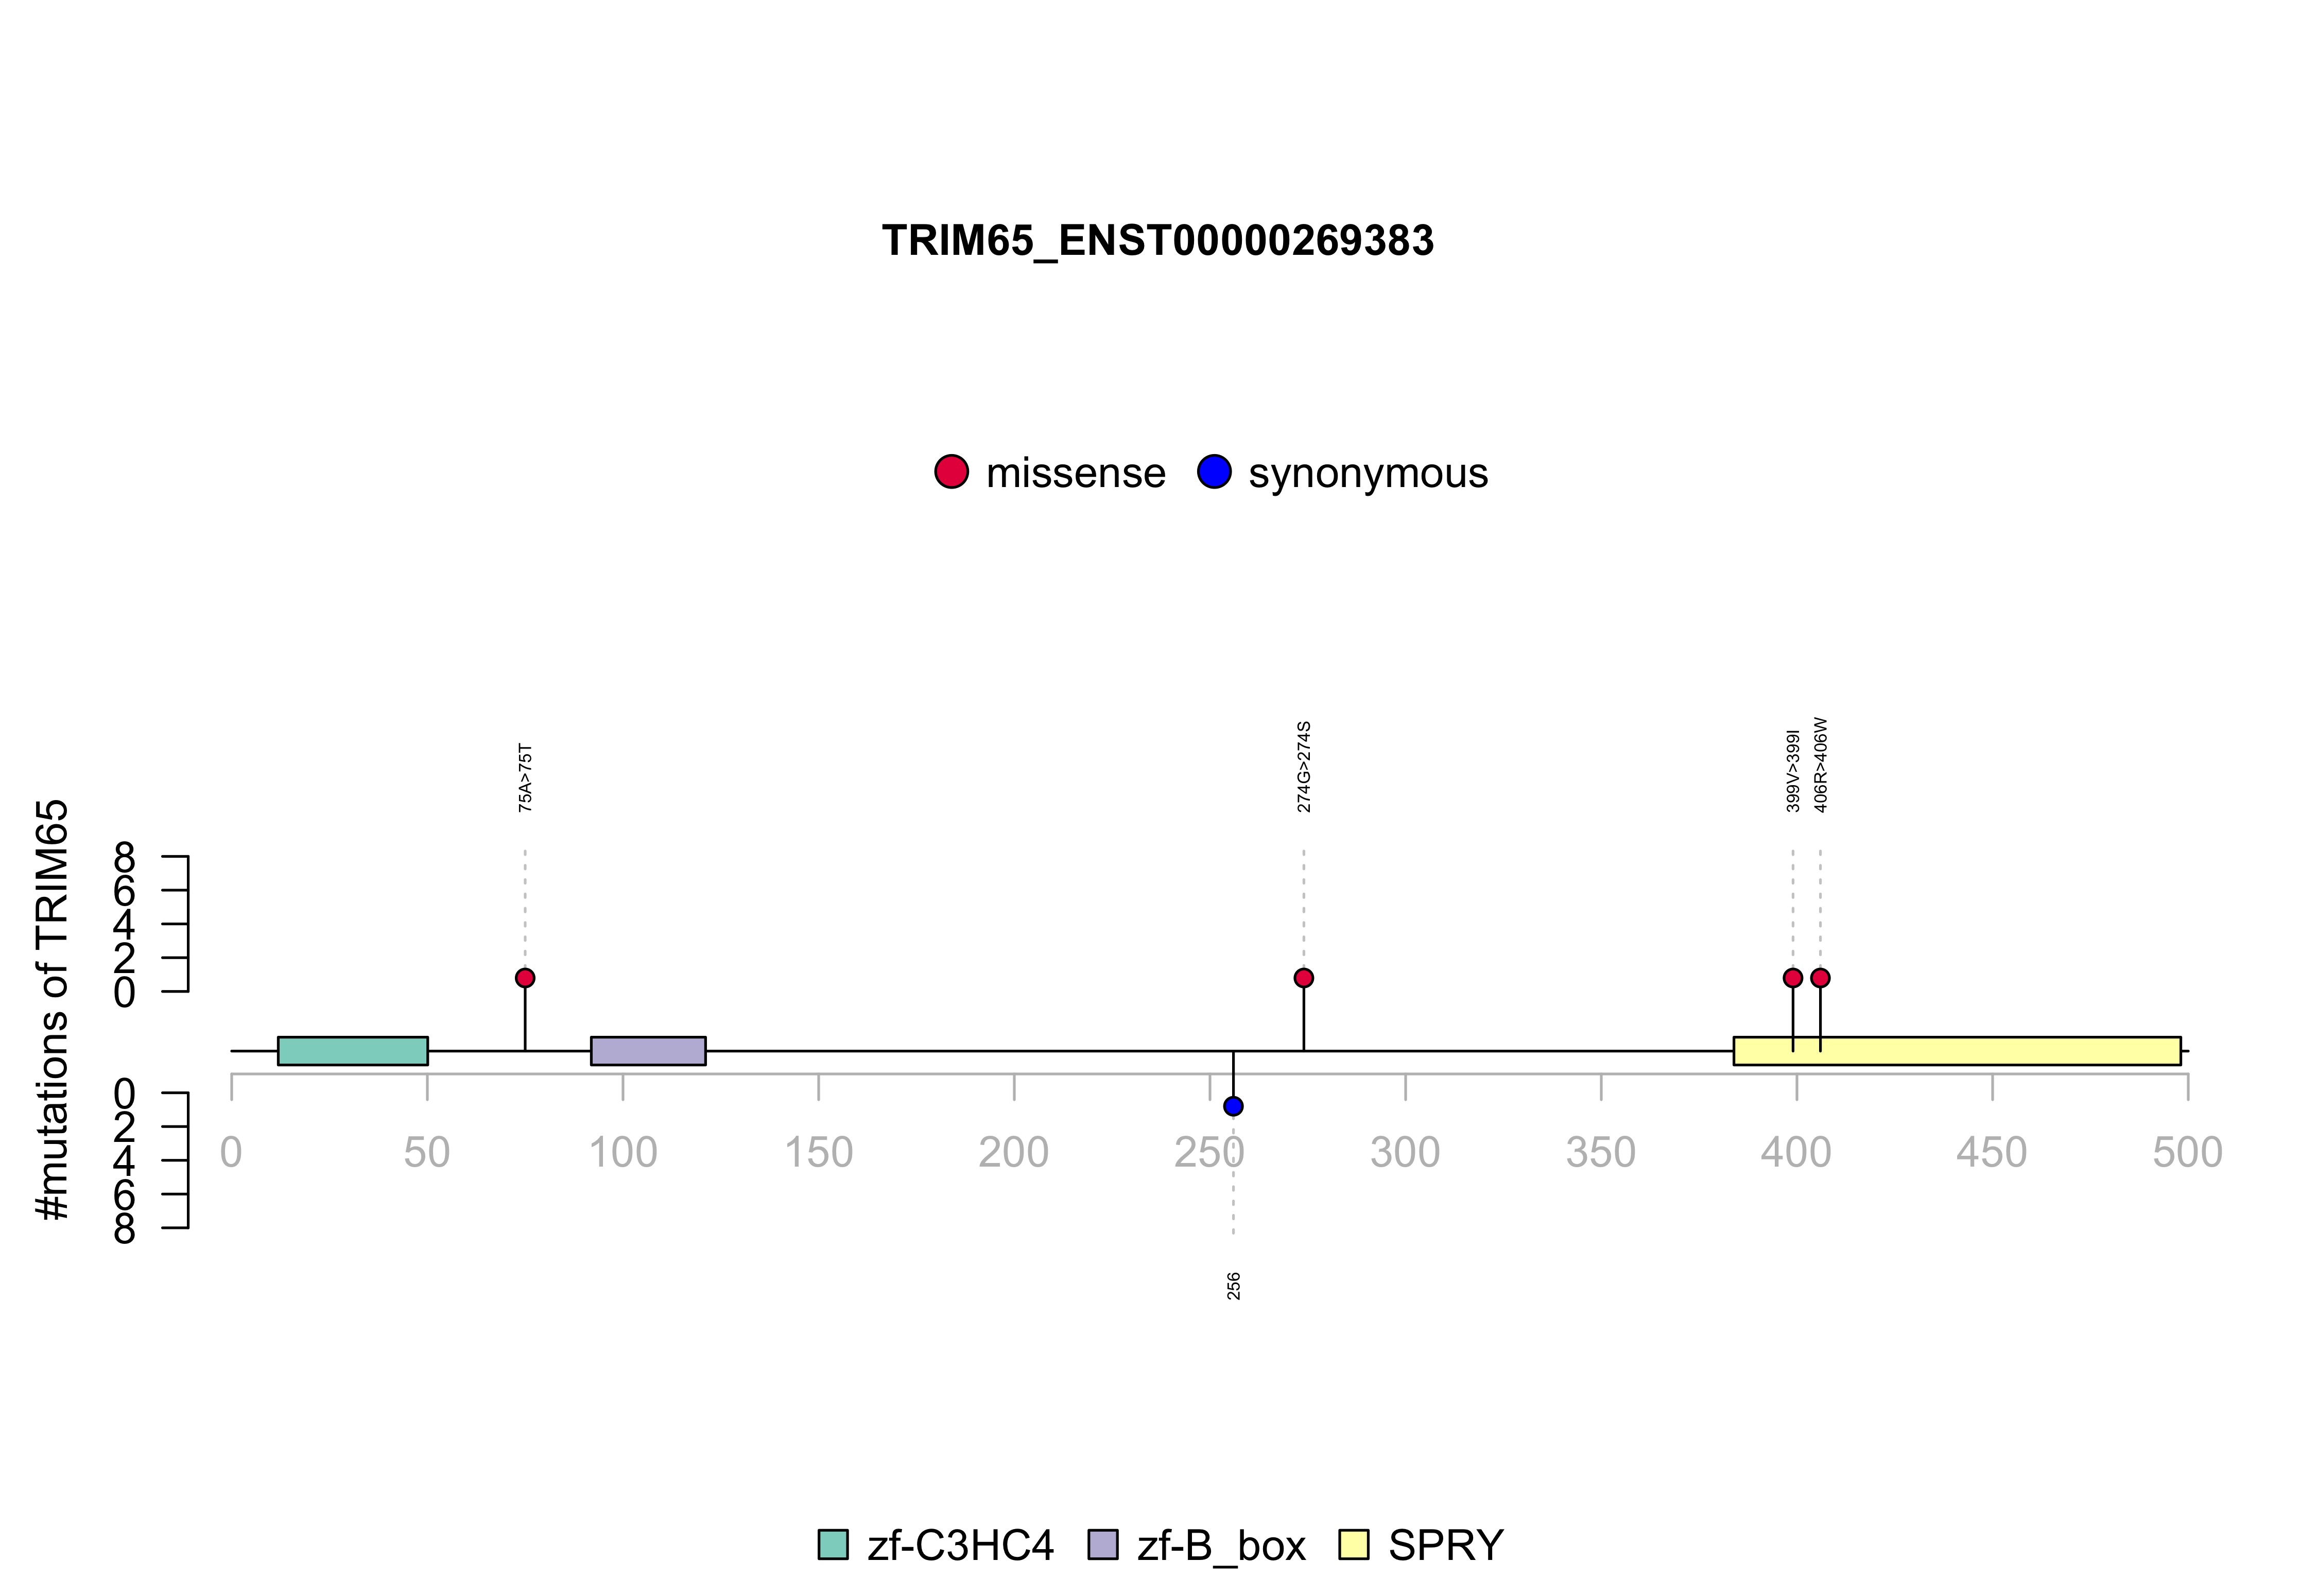 TRIM65_ENST00000269383
missense synonymous
75A>75T 274G>274S 399V>399I 406R>406W
#mutations of TRIM65
8
6
4
2
0
0
2
4
6
8
0 50 100 150 200 250 300 350 400 450 500
256
zf-C3HC4 zf-B_box SPRY